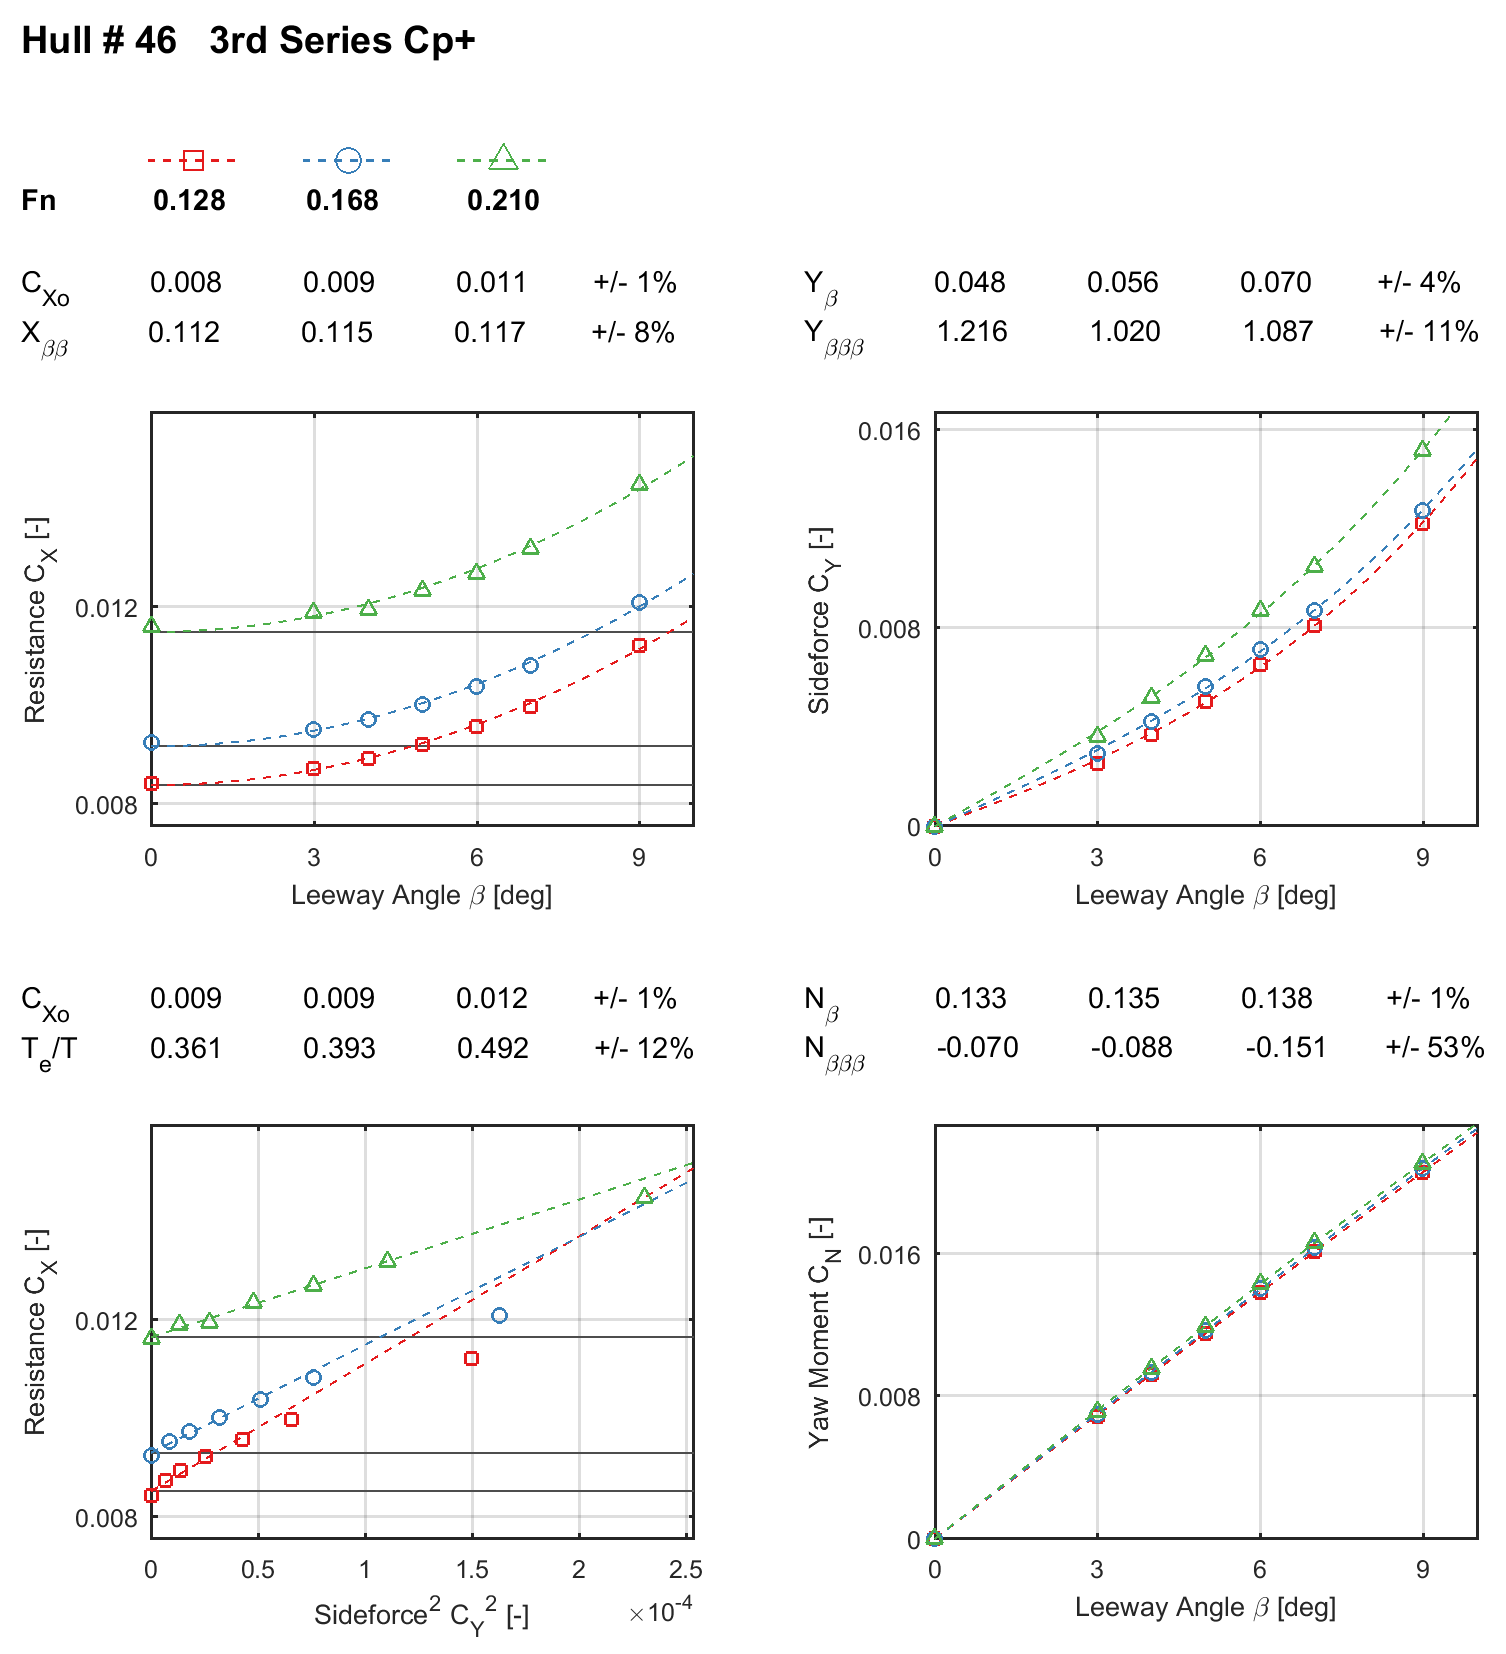 Hull # 46   3rd Series Cp+
Fn 0.128 0.168 0.210
CXo 0.008 0.009 0.011 +/- 1%
Xββ 0.112 0.115 0.117 +/- 8%
Yβ 0.048 0.056 0.070 +/- 4%
Yβββ 1.216 1.020 1.087 +/- 11%
Resistance CX [-]
0.012
0.008
0 3 6 9
Leeway Angle β [deg]
Sideforce CY [-]
0.016
0.008
0
0 3 6 9
Leeway Angle β [deg]
CXo 0.009 0.009 0.012 +/- 1%
Te/T 0.361 0.393 0.492 +/- 12%
Nβ 0.133 0.135 0.138 +/- 1%
Nβββ -0.070 -0.088 -0.151 +/- 53%
Resistance CX [-]
0.012
0.008
0 0.5 1 1.5 2 2.5
Sideforce² CY² [-]
×10⁻⁴
Yaw Moment CN [-]
0.016
0.008
0
0 3 6 9
Leeway Angle β [deg]